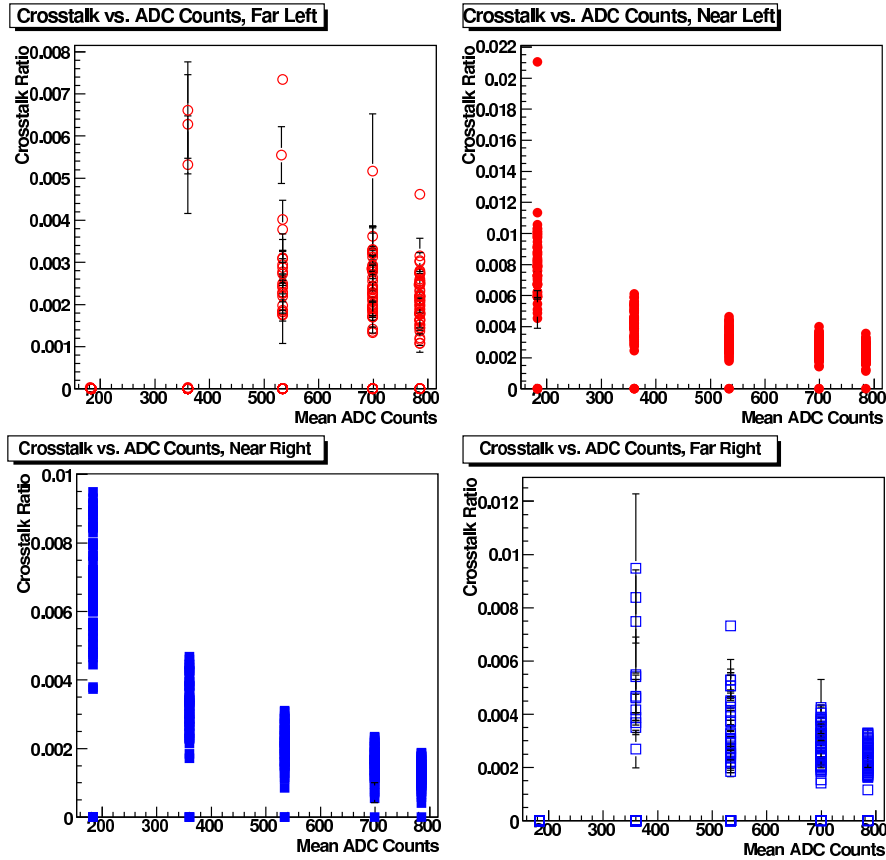 Crosstalk vs. ADC Counts, Far Left
Crosstalk Ratio
0.008
0.007
0.006
0.005
0.004
0.003
0.002
0.001
0
200 300 400 500 600 700 800
Mean ADC Counts
Crosstalk vs. ADC Counts, Near Left
Crosstalk Ratio
0.022
0.02
0.018
0.016
0.014
0.012
0.01
0.008
0.006
0.004
0.002
0
200 300 400 500 600 700 800
Mean ADC Counts
Crosstalk vs. ADC Counts, Near Right
Crosstalk Ratio
0.01
0.008
0.006
0.004
0.002
0
200 300 400 500 600 700 800
Mean ADC Counts
Crosstalk vs. ADC Counts, Far Right
Crosstalk Ratio
0.012
0.01
0.008
0.006
0.004
0.002
0
200 300 400 500 600 700 800
Mean ADC Counts